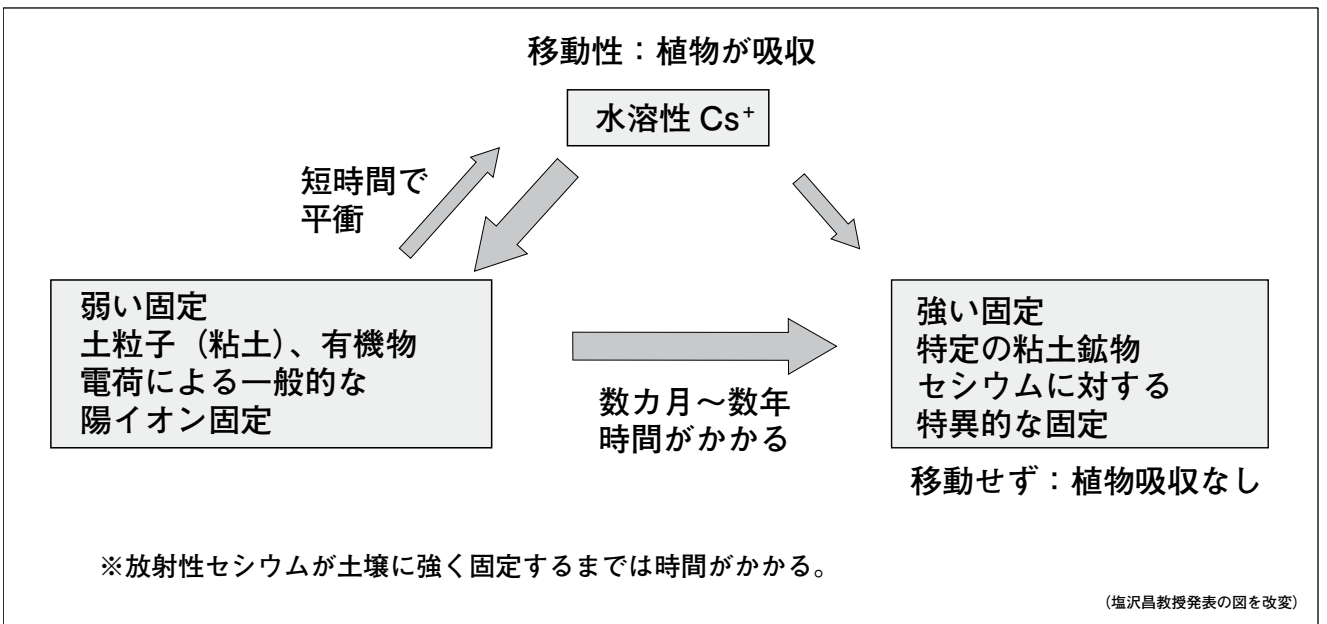 移動性：植物が吸収
水溶性 Cs⁺
短時間で
平衝
弱い固定
土粒子（粘土）、有機物
電荷による一般的な
陽イオン固定
数カ月～数年
時間がかかる
強い固定
特定の粘土鉱物
セシウムに対する
特異的な固定
移動せず：植物吸収なし
※放射性セシウムが土壌に強く固定するまでは時間がかかる。
（塩沢昌教授発表の図を改変）